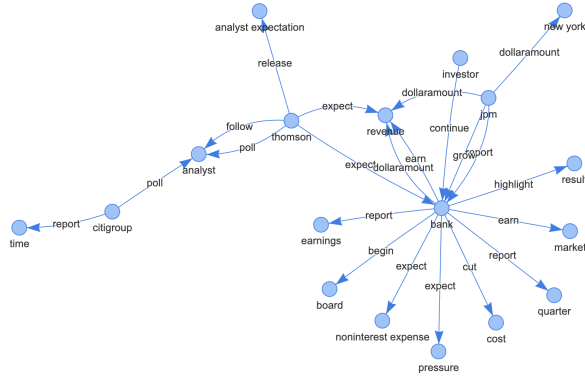 analyst expectation
new york
release
investor
dollaramount
dollaramount
jpm
expect
revenue
follow
thomson
continue
poll
earn
grow
report
analyst
expect
dollaramount
result
poll
highlight
report
citigroup
time
report
bank
earn
earnings
market
begin
report
expect
cut
expect
board
quarter
noninterest expense
cost
pressure